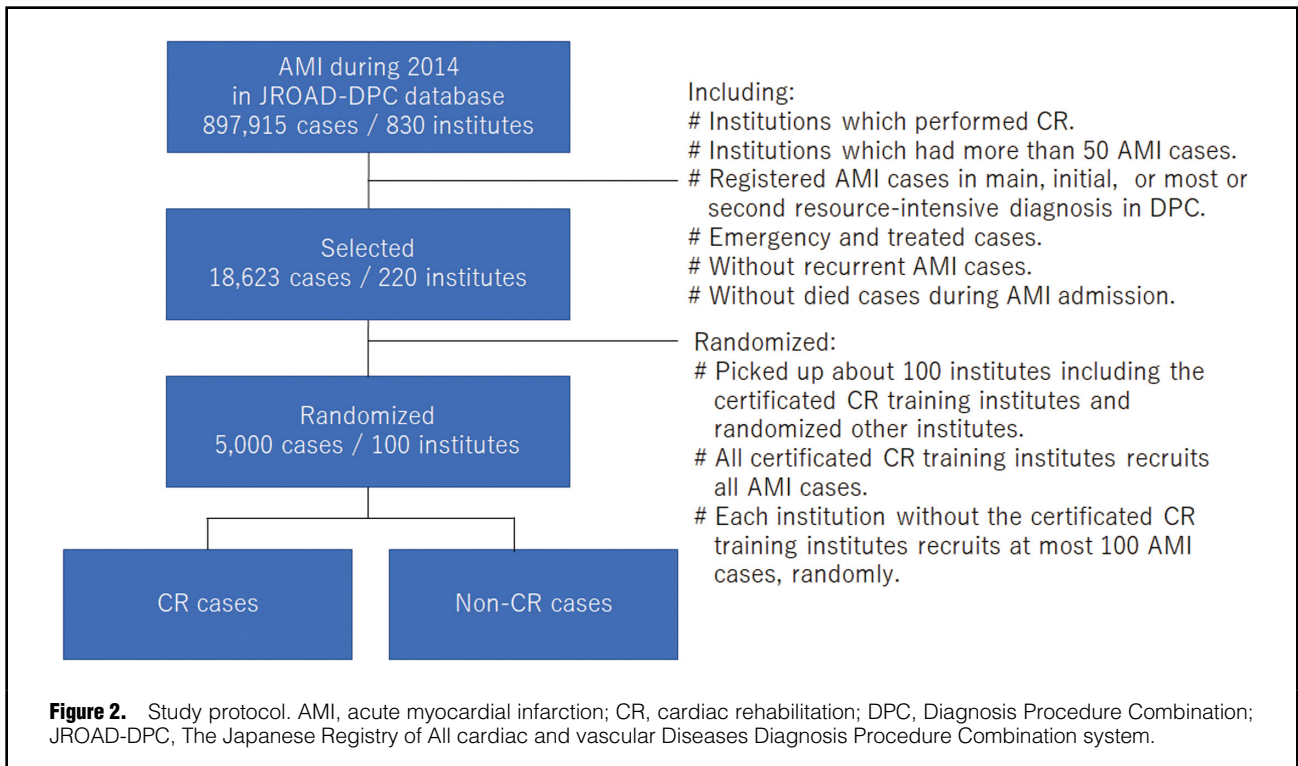 AMI during 2014
in JROAD-DPC database
897,915 cases / 830 institutes
Including:
# Institutions which performed CR.
# Institutions which had more than 50 AMI cases.
# Registered AMI cases in main, initial, or most or
second resource-intensive diagnosis in DPC.
# Emergency and treated cases.
# Without recurrent AMI cases.
# Without died cases during AMI admission.
Selected
18,623 cases / 220 institutes
Randomized:
# Picked up about 100 institutes including the
certificated CR training institutes and
randomized other institutes.
# All certificated CR training institutes recruits
all AMI cases.
# Each institution without the certificated CR
training institutes recruits at most 100 AMI
cases, randomly.
Randomized
5,000 cases / 100 institutes
CR cases
Non-CR cases
Figure 2. Study protocol. AMI, acute myocardial infarction; CR, cardiac rehabilitation; DPC, Diagnosis Procedure Combination;
JROAD-DPC, The Japanese Registry of All cardiac and vascular Diseases Diagnosis Procedure Combination system.